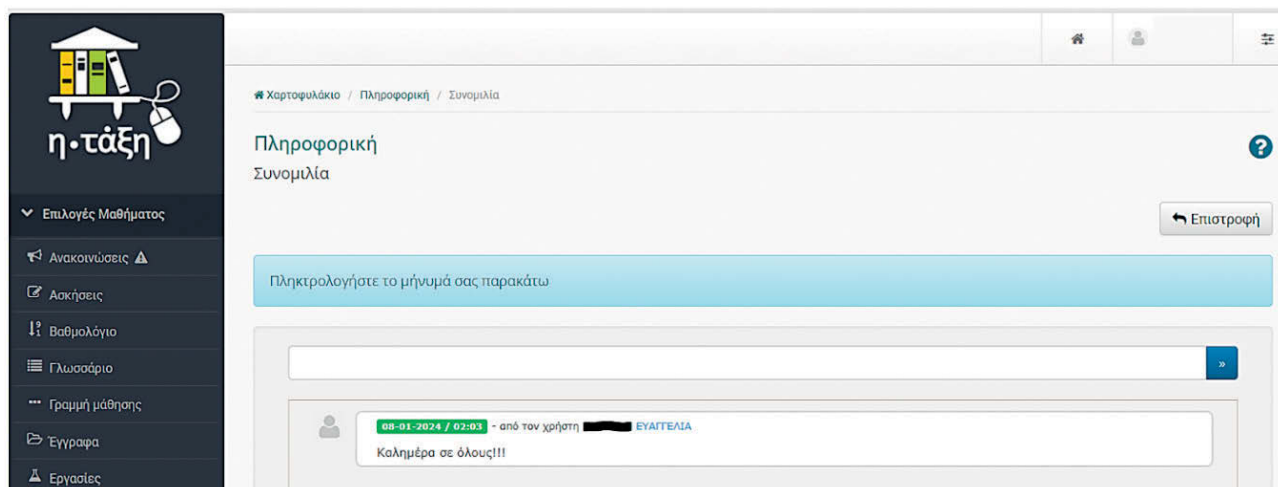 η•τάξη
Επιλογές Μαθήματος
Ανακοινώσεις
Ασκήσεις
Βαθμολόγιο
Γλωσσάριο
Γραμμή μάθησης
Έγγραφα
Εργασίες
Χαρτοφυλάκιο / Πληροφορική / Συνομιλία
Πληροφορική
Συνομιλία
Επιστροφή
Πληκτρολογήστε το μήνυμά σας παρακάτω
»
08-01-2024 / 02:03 - από τον χρήστη ΕΥΑΓΓΕΛΙΑ
Καλημέρα σε όλους!!!